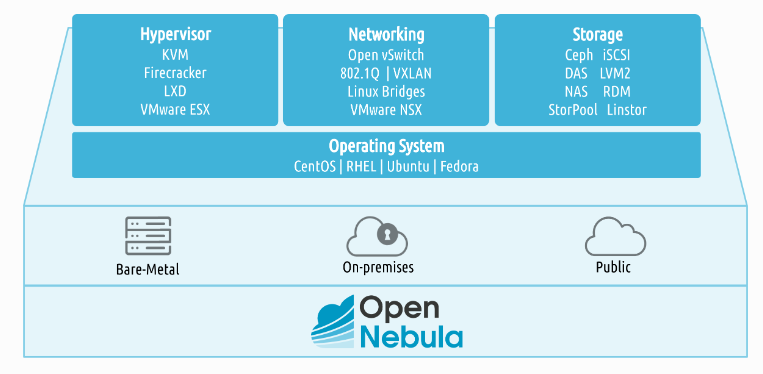 Hypervisor
KVM
Firecracker
LXD
VMware ESX
Networking
Open vSwitch
802.1Q | VXLAN
Linux Bridges
VMware NSX
Storage
Ceph iSCSI
DAS LVM2
NAS RDM
StorPool Linstor
Operating System
CentOS | RHEL | Ubuntu | Fedora
Bare-Metal
On-premises
Public
Open
Nebula